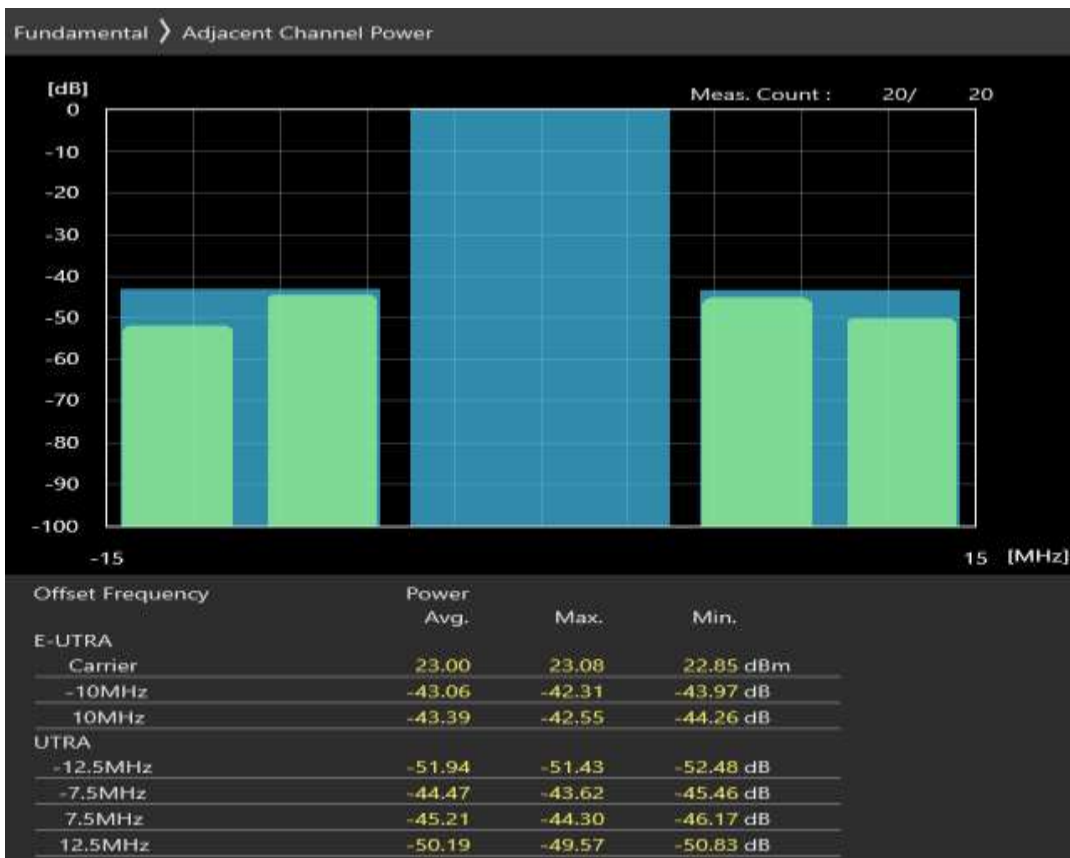 Fundamental ❯ Adjacent Channel Power
[dB]
Meas. Count : 20/ 20
0
-10
-20
-30
-40
-50
-60
-70
-80
-90
-100
-15 15 [MHz]
Offset Frequency Power
Avg. Max. Min.
E-UTRA
Carrier 23.00 23.08 22.85 dBm
-10MHz -43.06 -42.31 -43.97 dB
10MHz -43.39 -42.55 -44.26 dB
UTRA
-12.5MHz -51.94 -51.43 -52.48 dB
-7.5MHz -44.47 -43.62 -45.46 dB
7.5MHz -45.21 -44.30 -46.17 dB
12.5MHz -50.19 -49.57 -50.83 dB